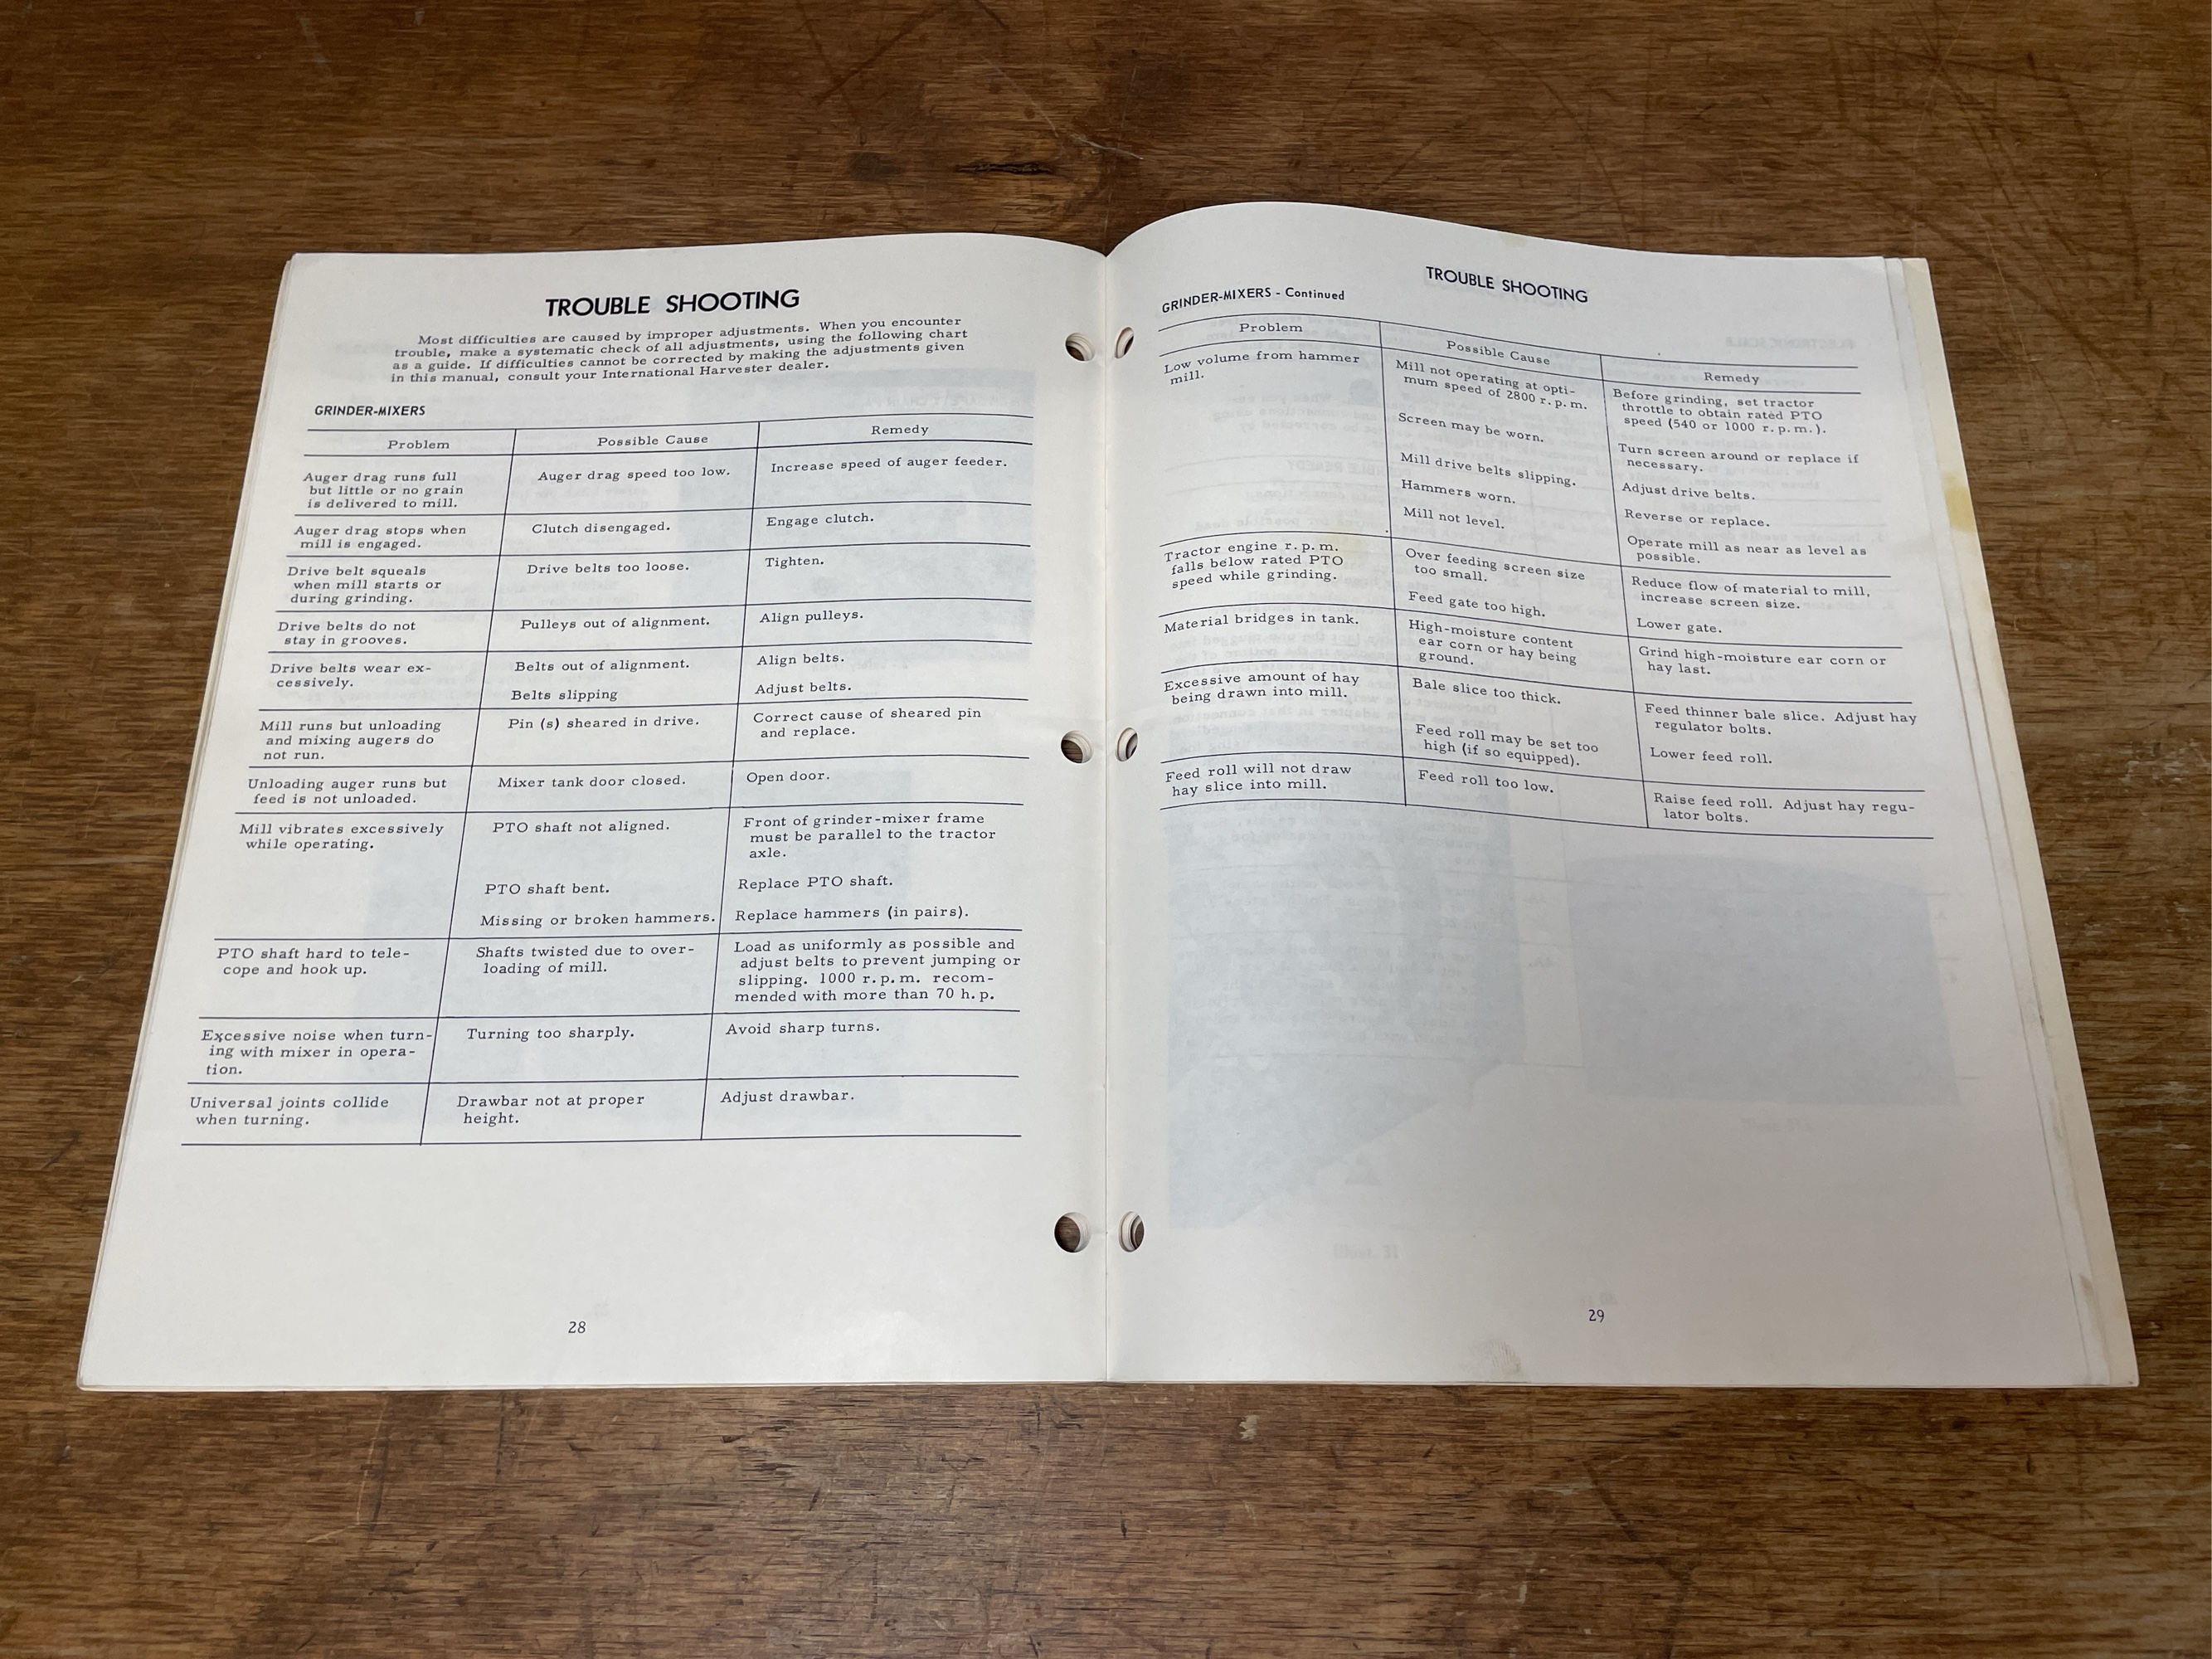 TROUBLE SHOOTING
Most difficulties are caused by improper adjustments. When you encounter
trouble, make a systematic check of all adjustments, using the following chart
as a guide. If difficulties cannot be corrected by making the adjustments given
in this manual, consult your International Harvester dealer.
GRINDER-MIXERS
Problem
Possible Cause
Remedy
Auger drag runs full
but little or no grain
is delivered to mill.
Auger drag speed too low.
Increase speed of auger feeder.
Auger drag stops when
mill is engaged.
Clutch disengaged.
Engage clutch.
Drive belt squeals
when mill starts or
during grinding.
Drive belts too loose.
Tighten.
Drive belts do not
stay in grooves.
Pulleys out of alignment.
Align pulleys.
Drive belts wear ex-
cessively.
Belts out of alignment.
Align belts.
Belts slipping
Adjust belts.
Mill runs but unloading
and mixing augers do
not run.
Pin (s) sheared in drive.
Correct cause of sheared pin
and replace.
Unloading auger runs but
feed is not unloaded.
Mixer tank door closed.
Open door.
Mill vibrates excessively
while operating.
PTO shaft not aligned.
Front of grinder-mixer frame
must be parallel to the tractor
axle.
PTO shaft bent.
Replace PTO shaft.
Missing or broken hammers.
Replace hammers (in pairs).
PTO shaft hard to tele-
cope and hook up.
Shafts twisted due to over-
loading of mill.
Load as uniformly as possible and
adjust belts to prevent jumping or
slipping. 1000 r.p.m. recom-
mended with more than 70 h.p.
Excessive noise when turn-
ing with mixer in opera-
tion.
Turning too sharply.
Avoid sharp turns.
Universal joints collide
when turning.
Drawbar not at proper
height.
Adjust drawbar.
28
TROUBLE SHOOTING
GRINDER-MIXERS - Continued
Problem
Possible Cause
Remedy
Low volume from hammer
mill.
Mill not operating at opti-
mum speed of 2800 r.p.m.
Before grinding, set tractor
throttle to obtain rated PTO
speed (540 or 1000 r.p.m.).
Screen may be worn.
Turn screen around or replace if
necessary.
Mill drive belts slipping.
Adjust drive belts.
Hammers worn.
Reverse or replace.
Mill not level.
Operate mill as near as level as
possible.
Tractor engine r.p.m.
falls below rated PTO
speed while grinding.
Over feeding screen size
too small.
Reduce flow of material to mill,
increase screen size.
Feed gate too high.
Lower gate.
Material bridges in tank.
High-moisture content
ear corn or hay being
ground.
Grind high-moisture ear corn or
hay last.
Excessive amount of hay
being drawn into mill.
Bale slice too thick.
Feed thinner bale slice. Adjust hay
regulator bolts.
Feed roll may be set too
high (if so equipped).
Lower feed roll.
Feed roll will not draw
hay slice into mill.
Feed roll too low.
Raise feed roll. Adjust hay regu-
lator bolts.
29